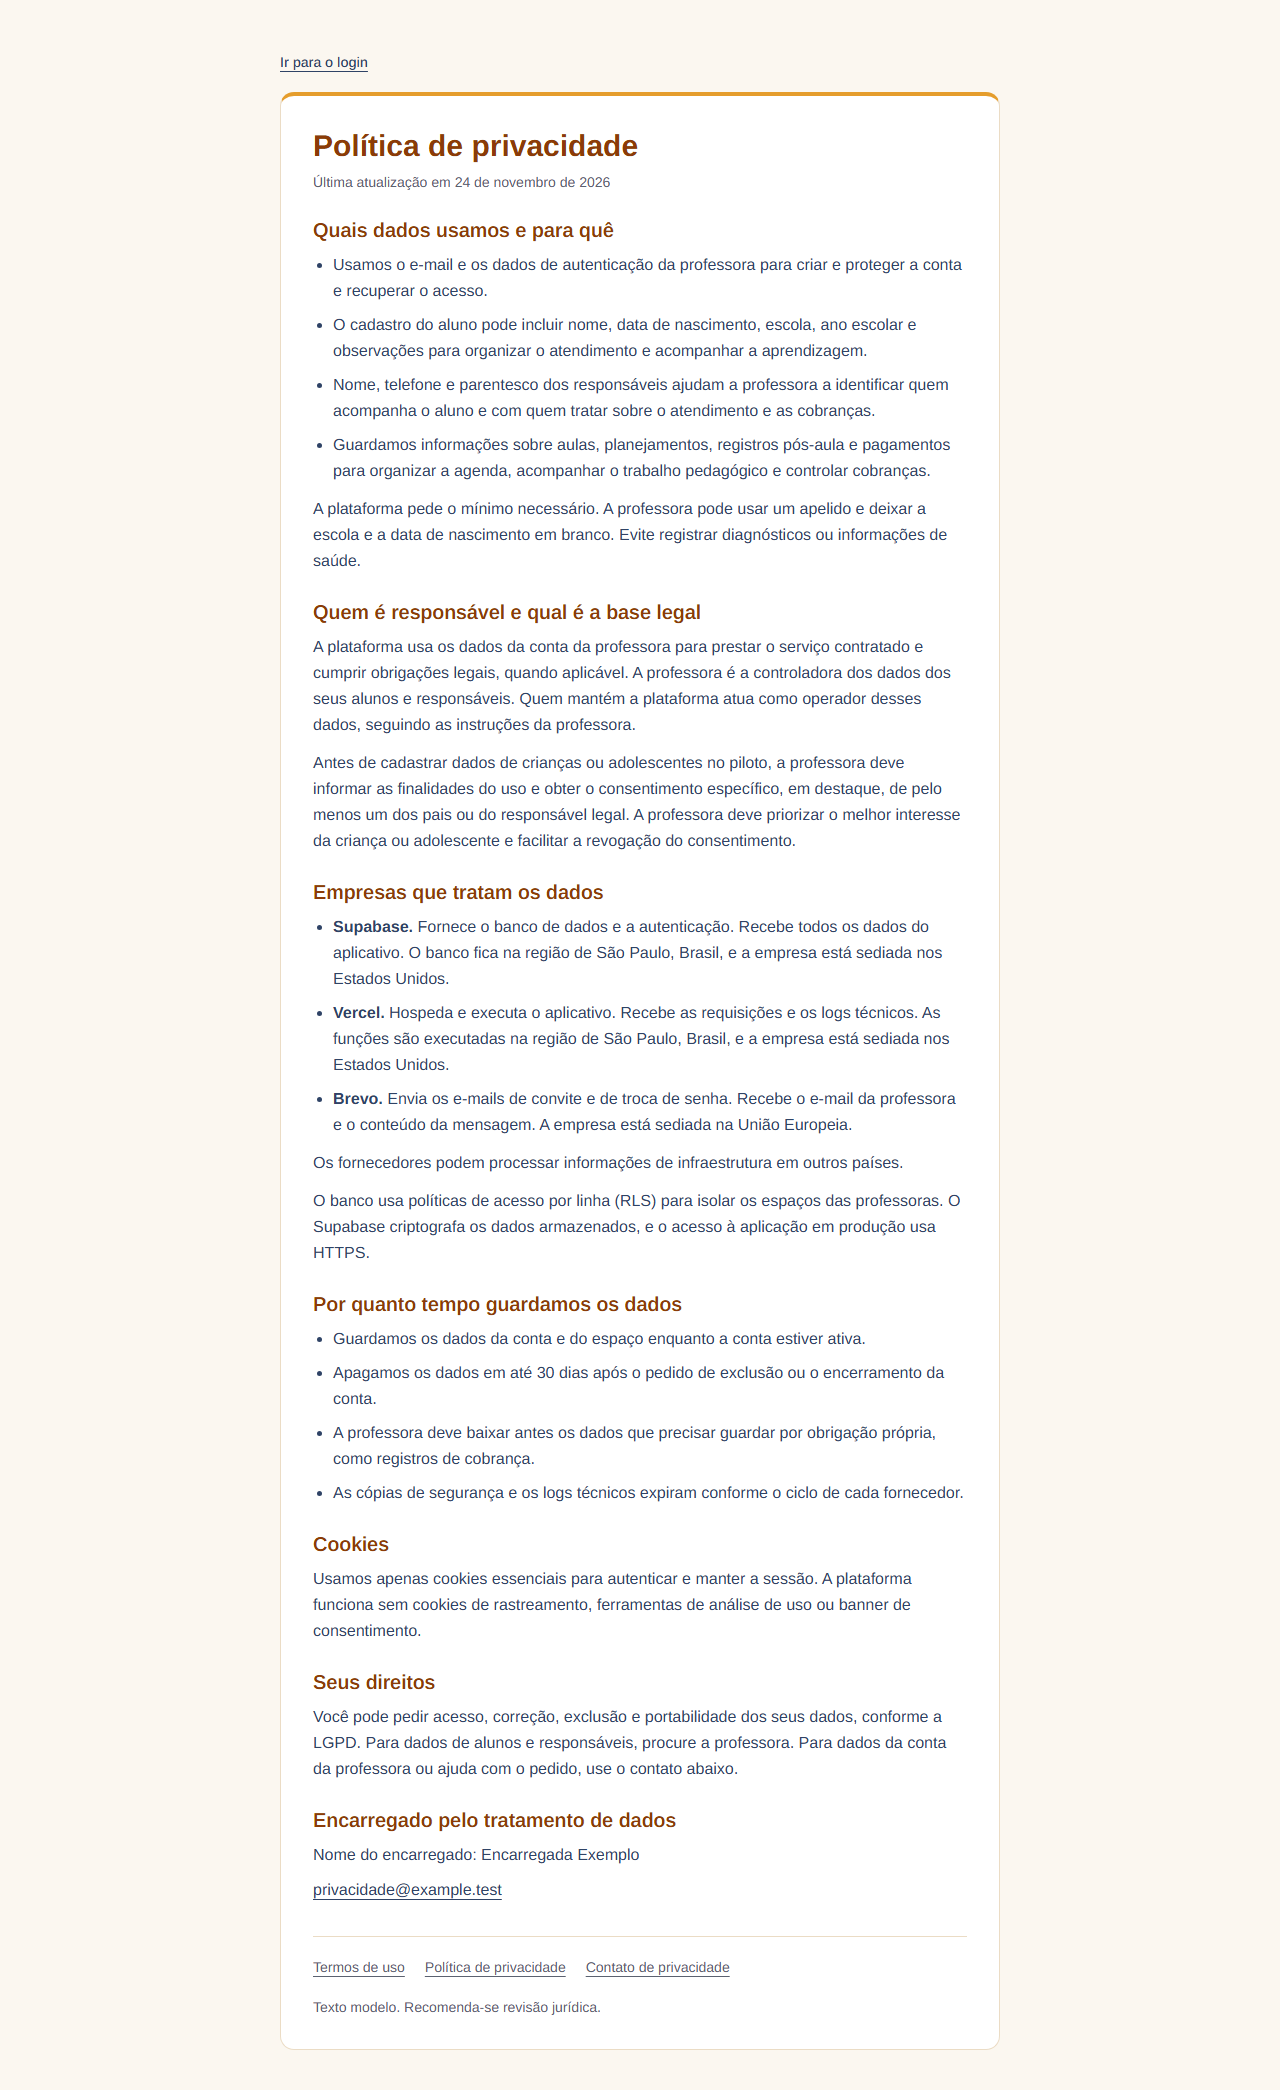 Ir para o login
Política de privacidade
Última atualização em 24 de novembro de 2026
Quais dados usamos e para quê
• Usamos o e-mail e os dados de autenticação da professora para criar e proteger a conta
e recuperar o acesso.
• O cadastro do aluno pode incluir nome, data de nascimento, escola, ano escolar e
observações para organizar o atendimento e acompanhar a aprendizagem.
• Nome, telefone e parentesco dos responsáveis ajudam a professora a identificar quem
acompanha o aluno e com quem tratar sobre o atendimento e as cobranças.
• Guardamos informações sobre aulas, planejamentos, registros pós-aula e pagamentos
para organizar a agenda, acompanhar o trabalho pedagógico e controlar cobranças.
A plataforma pede o mínimo necessário. A professora pode usar um apelido e deixar a
escola e a data de nascimento em branco. Evite registrar diagnósticos ou informações de
saúde.
Quem é responsável e qual é a base legal
A plataforma usa os dados da conta da professora para prestar o serviço contratado e
cumprir obrigações legais, quando aplicável. A professora é a controladora dos dados dos
seus alunos e responsáveis. Quem mantém a plataforma atua como operador desses
dados, seguindo as instruções da professora.
Antes de cadastrar dados de crianças ou adolescentes no piloto, a professora deve
informar as finalidades do uso e obter o consentimento específico, em destaque, de pelo
menos um dos pais ou do responsável legal. A professora deve priorizar o melhor interesse
da criança ou adolescente e facilitar a revogação do consentimento.
Empresas que tratam os dados
• Supabase. Fornece o banco de dados e a autenticação. Recebe todos os dados do
aplicativo. O banco fica na região de São Paulo, Brasil, e a empresa está sediada nos
Estados Unidos.
• Vercel. Hospeda e executa o aplicativo. Recebe as requisições e os logs técnicos. As
funções são executadas na região de São Paulo, Brasil, e a empresa está sediada nos
Estados Unidos.
• Brevo. Envia os e-mails de convite e de troca de senha. Recebe o e-mail da professora
e o conteúdo da mensagem. A empresa está sediada na União Europeia.
Os fornecedores podem processar informações de infraestrutura em outros países.
O banco usa políticas de acesso por linha (RLS) para isolar os espaços das professoras. O
Supabase criptografa os dados armazenados, e o acesso à aplicação em produção usa
HTTPS.
Por quanto tempo guardamos os dados
• Guardamos os dados da conta e do espaço enquanto a conta estiver ativa.
• Apagamos os dados em até 30 dias após o pedido de exclusão ou o encerramento da
conta.
• A professora deve baixar antes os dados que precisar guardar por obrigação própria,
como registros de cobrança.
• As cópias de segurança e os logs técnicos expiram conforme o ciclo de cada fornecedor.
Cookies
Usamos apenas cookies essenciais para autenticar e manter a sessão. A plataforma
funciona sem cookies de rastreamento, ferramentas de análise de uso ou banner de
consentimento.
Seus direitos
Você pode pedir acesso, correção, exclusão e portabilidade dos seus dados, conforme a
LGPD. Para dados de alunos e responsáveis, procure a professora. Para dados da conta
da professora ou ajuda com o pedido, use o contato abaixo.
Encarregado pelo tratamento de dados
Nome do encarregado: Encarregada Exemplo
privacidade@example.test
Termos de uso Política de privacidade Contato de privacidade
Texto modelo. Recomenda-se revisão jurídica.